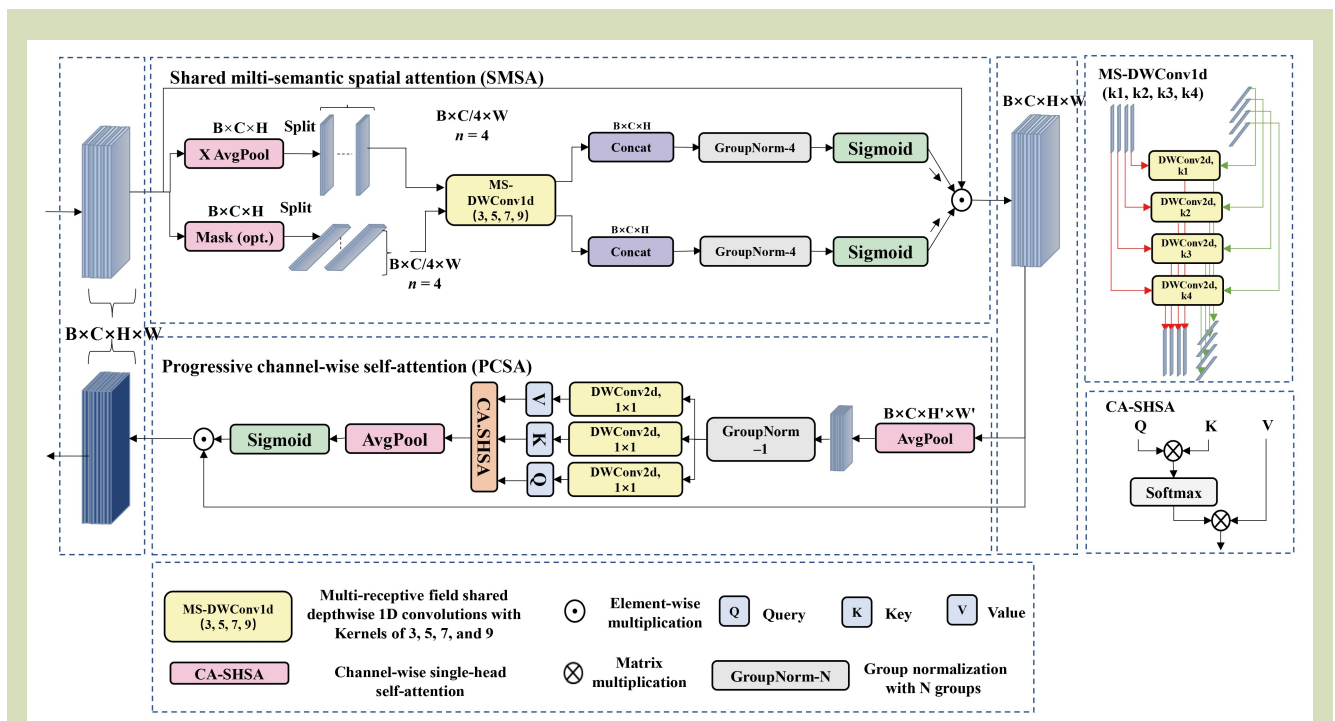 Shared milti-semantic spatial attention (SMSA)
B×C×H
Split
X AvgPool
B×C/4×W
n = 4
B×C×H
Split
Mask (opt.)
B×C/4×W
n = 4
MS-
DWConv1d
(3, 5, 7, 9)
B×C×H
Concat
GroupNorm-4
Sigmoid
B×C×H
Concat
GroupNorm-4
Sigmoid
B×C×H×W
MS-DWConv1d
(k1, k2, k3, k4)
DWConv2d,
k1
DWConv2d,
k2
DWConv2d,
k3
DWConv2d,
k4
B×C×H×W
Progressive channel-wise self-attention (PCSA)
Sigmoid
AvgPool
CA.SHSA
V
K
Q
DWConv2d,
1×1
DWConv2d,
1×1
DWConv2d,
1×1
GroupNorm
–1
B×C×H'×W'
AvgPool
CA-SHSA
Q
K
V
Softmax
MS-DWConv1d
(3, 5, 7, 9)
Multi-receptive field shared
depthwise 1D convolutions with
Kernels of 3, 5, 7, and 9
Element-wise
multiplication
Q
Query
K
Key
V
Value
CA-SHSA
Channel-wise single-head
self-attention
Matrix
multiplication
GroupNorm-N
Group normalization
with N groups